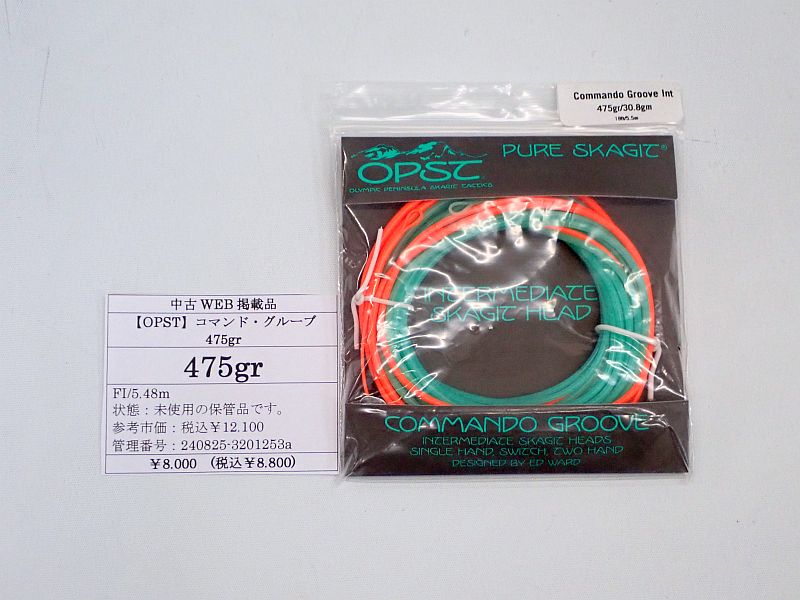 Commando Groove Int
475gr/30.8gm
18ft/5.5m
PURE SKAGIT®
OPST
OLYMPIC PENINSULA SKAGIT TACTICS
INTERMEDIATE
SKAGIT HEAD
COMMANDO GROOVE
INTERMEDIATE SKAGIT HEADS
SINGLE HAND, SWITCH, TWO HAND
DESIGNED BY ED WARD
中古 WEB 掲載品
【OPST】コマンド・グルーブ
475gr
475gr
FI/5.48m
状態：未使用の保管品です。
参考市価：税込￥12.100
管理番号：240825-3201253a
￥8.000 （税込￥8.800）